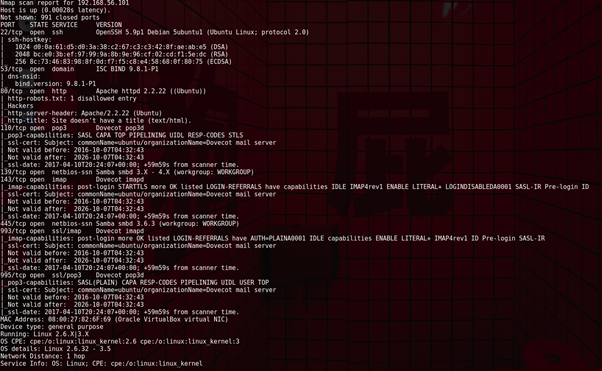 Nmap scan report for 192.168.56.101
Host is up (0.00028s latency).
Not shown: 991 closed ports
PORT    STATE SERVICE     VERSION
22/tcp  open  ssh         OpenSSH 5.9p1 Debian 5ubuntu1 (Ubuntu Linux; protocol 2.0)
| ssh-hostkey:
|   1024 d0:0a:61:d5:d0:3a:38:c2:67:c3:c3:42:8f:ae:ab:e5 (DSA)
|   2048 bc:e0:3b:ef:97:99:9a:8b:9e:96:cf:02:cd:f1:5e:dc (RSA)
|_  256 8c:73:46:83:98:8f:0d:f7:f5:c8:e4:58:68:0f:80:75 (ECDSA)
53/tcp  open  domain      ISC BIND 9.8.1-P1
| dns-nsid:
|_  bind.version: 9.8.1-P1
80/tcp  open  http        Apache httpd 2.2.22 ((Ubuntu))
| http-robots.txt: 1 disallowed entry
|_Hackers
|_http-server-header: Apache/2.2.22 (Ubuntu)
|_http-title: Site doesn't have a title (text/html).
110/tcp open  pop3        Dovecot pop3d
|_pop3-capabilities: SASL CAPA TOP PIPELINING UIDL RESP-CODES STLS
| ssl-cert: Subject: commonName=ubuntu/organizationName=Dovecot mail server
| Not valid before: 2016-10-07T04:32:43
|_Not valid after:  2026-10-07T04:32:43
|_ssl-date: 2017-04-10T20:24:07+00:00; +59m59s from scanner time.
139/tcp open  netbios-ssn Samba smbd 3.X - 4.X (workgroup: WORKGROUP)
143/tcp open  imap        Dovecot imapd
|_imap-capabilities: post-login STARTTLS more OK listed LOGIN-REFERRALS have capabilities IDLE IMAP4rev1 ENABLE LITERAL+ LOGINDISABLEDA0001 SASL-IR Pre-login ID
| ssl-cert: Subject: commonName=ubuntu/organizationName=Dovecot mail server
| Not valid before: 2016-10-07T04:32:43
|_Not valid after:  2026-10-07T04:32:43
|_ssl-date: 2017-04-10T20:24:07+00:00; +59m59s from scanner time.
445/tcp open  netbios-ssn Samba smbd 3.6.3 (workgroup: WORKGROUP)
993/tcp open  ssl/imap    Dovecot imapd
|_imap-capabilities: post-login more OK listed LOGIN-REFERRALS have AUTH=PLAINA0001 IDLE capabilities ENABLE LITERAL+ IMAP4rev1 ID Pre-login SASL-IR
| ssl-cert: Subject: commonName=ubuntu/organizationName=Dovecot mail server
| Not valid before: 2016-10-07T04:32:43
|_Not valid after:  2026-10-07T04:32:43
|_ssl-date: 2017-04-10T20:24:07+00:00; +59m59s from scanner time.
995/tcp open  ssl/pop3    Dovecot pop3d
|_pop3-capabilities: SASL(PLAIN) CAPA RESP-CODES PIPELINING UIDL USER TOP
| ssl-cert: Subject: commonName=ubuntu/organizationName=Dovecot mail server
| Not valid before: 2016-10-07T04:32:43
|_Not valid after:  2026-10-07T04:32:43
|_ssl-date: 2017-04-10T20:24:07+00:00; +59m59s from scanner time.
MAC Address: 08:00:27:82:6F:69 (Oracle VirtualBox virtual NIC)
Device type: general purpose
Running: Linux 2.6.X|3.X
OS CPE: cpe:/o:linux:linux_kernel:2.6 cpe:/o:linux:linux_kernel:3
OS details: Linux 2.6.32 - 3.5
Network Distance: 1 hop
Service Info: OS: Linux; CPE: cpe:/o:linux:linux_kernel